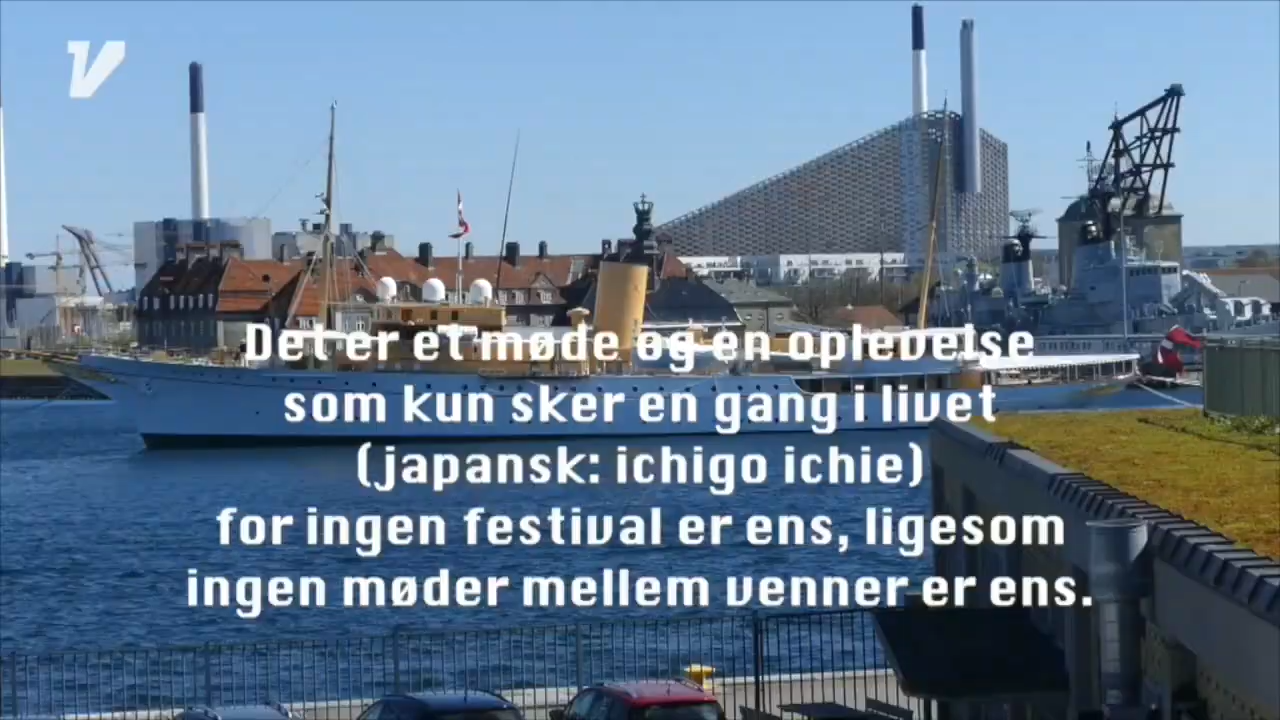 V
Det er et møde og en oplevelse
som kun sker en gang i livet
(japansk: ichigo ichie)
for ingen festival er ens, ligesom
ingen møder mellem venner er ens.